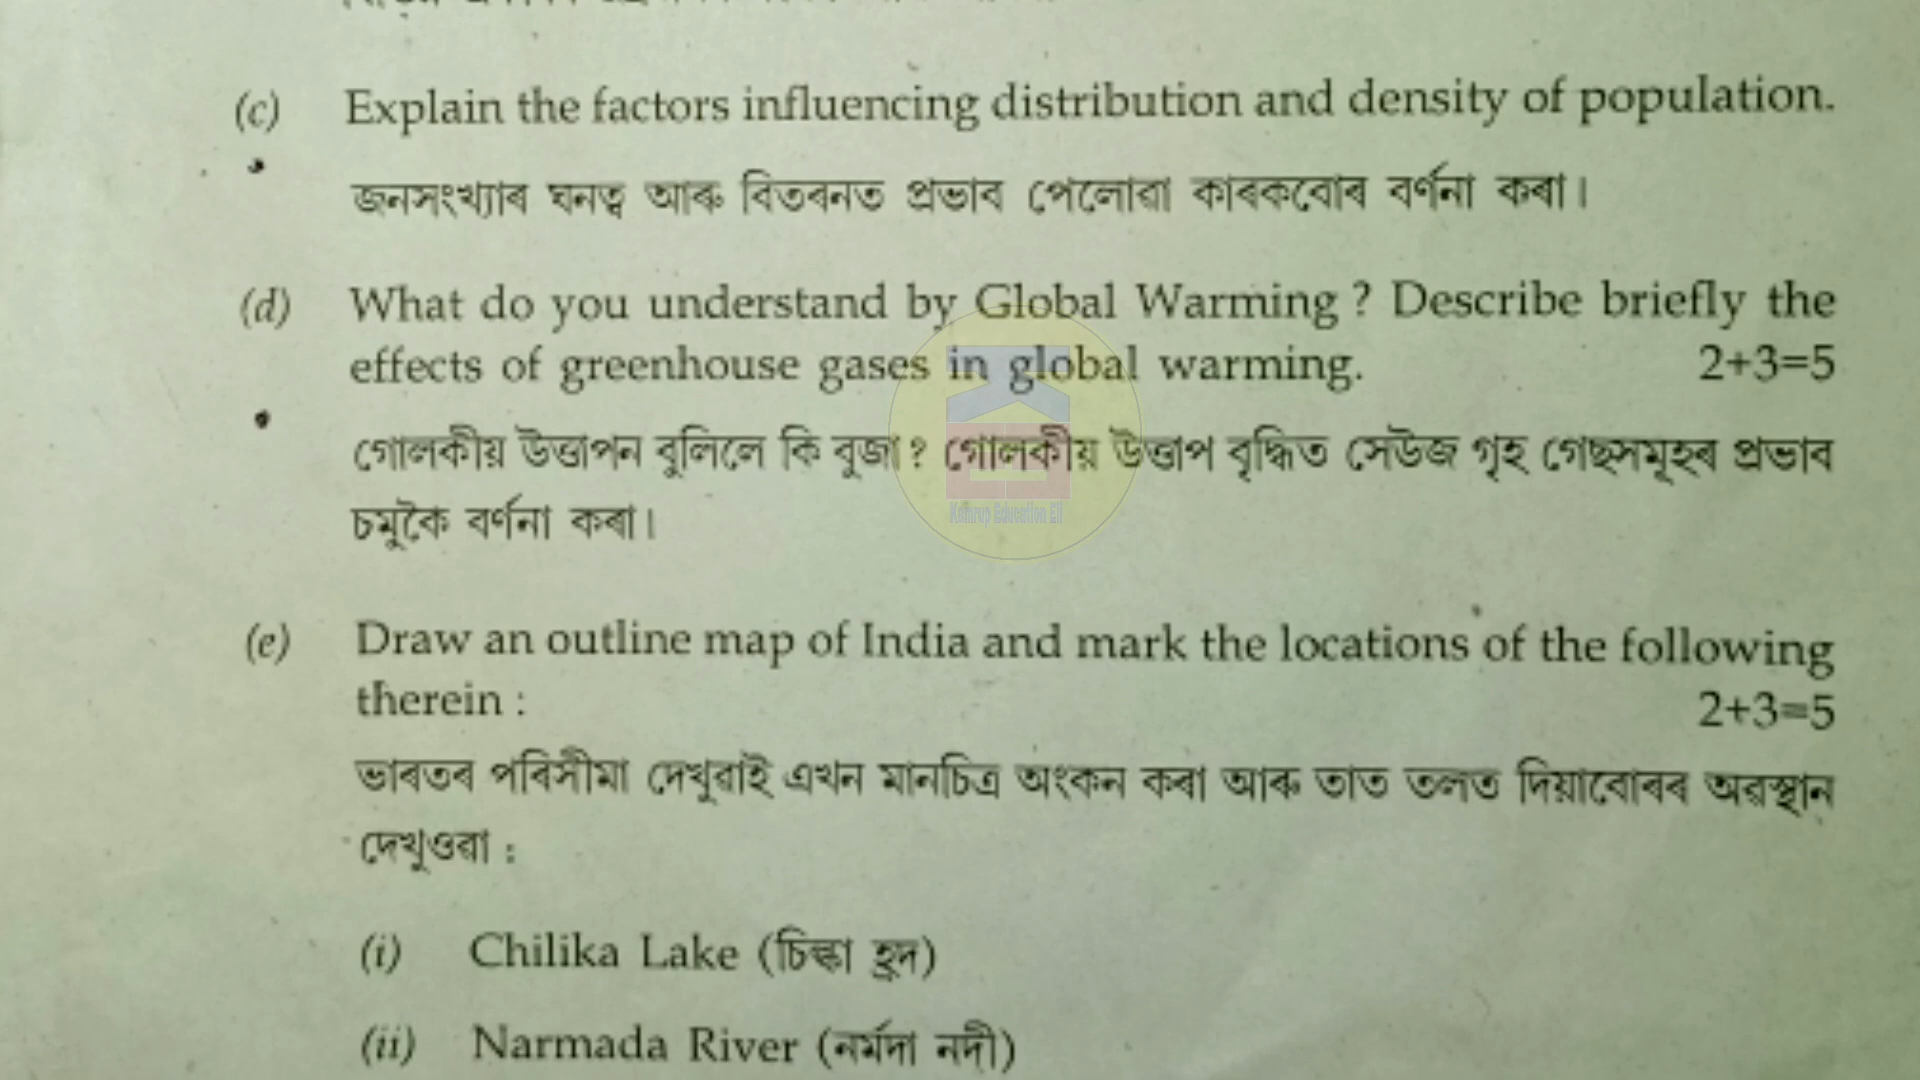 (c) Explain the factors influencing distribution and density of population.
জনসংখ্যাৰ ঘনত্ব আৰু বিতৰনত প্ৰভাব পেলোৱা কাৰকবোৰ বৰ্ণনা কৰা।
(d) What do you understand by Global Warming ? Describe briefly the
effects of greenhouse gases in global warming. 2+3=5
গোলকীয় উত্তাপন বুলিলে কি বুজা? গোলকীয় উত্তাপ বৃদ্ধিত সেউজ গৃহ গেছসমূহৰ প্ৰভাব
চমুকৈ বৰ্ণনা কৰা।
Education Ell
(e) Draw an outline map of India and mark the locations of the following
therein : 2+3=5
ভাৰতৰ পৰিসীমা দেখুৱাই এখন মানচিত্ৰ অংকন কৰা আৰু তাত তলত দিয়াবোৰৰ অৱস্থান
দেখুওৱা :
(i) Chilika Lake (চিল্কা হ্ৰদ)
(ii) Narmada River (নৰ্মদা নদী)